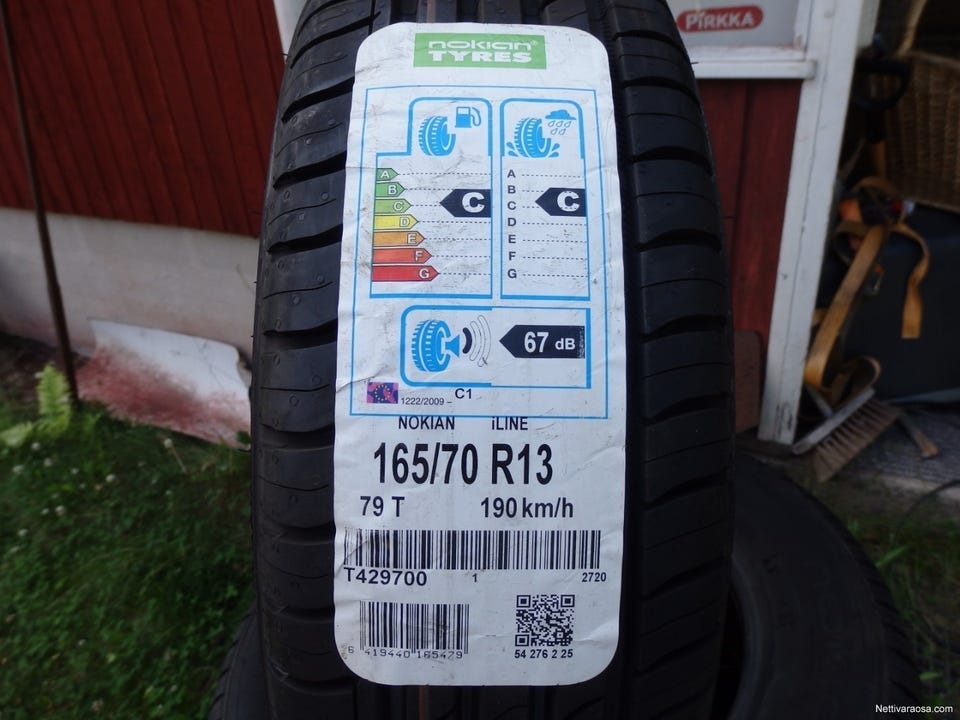 PIRKKA
nokian®
TYRES
A
B
C
D
E
F
G
C
A
B
C
D
E
F
G
C
67 dB
1222/2009 – C1
NOKIAN iLINE
165/70 R13
79 T 190 km/h
T429700 1 2720
6 419440 165479
54 276 2 25
Nettivaraosa.com